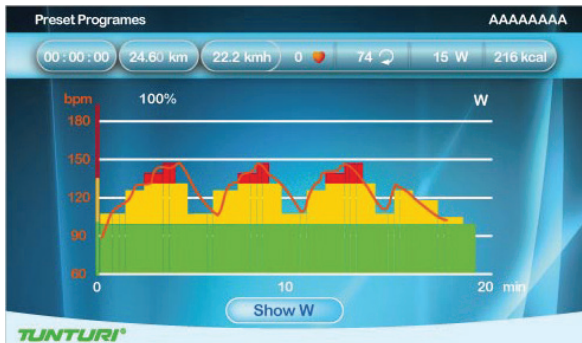 Preset Programes AAAAAAAA
00 : 00 : 00 24.60 km 22.2 kmh 0 74 15 W 216 kcal
bpm 100% W
180
150
120
90
60
0 10 20 min
Show W
TUNTURI®